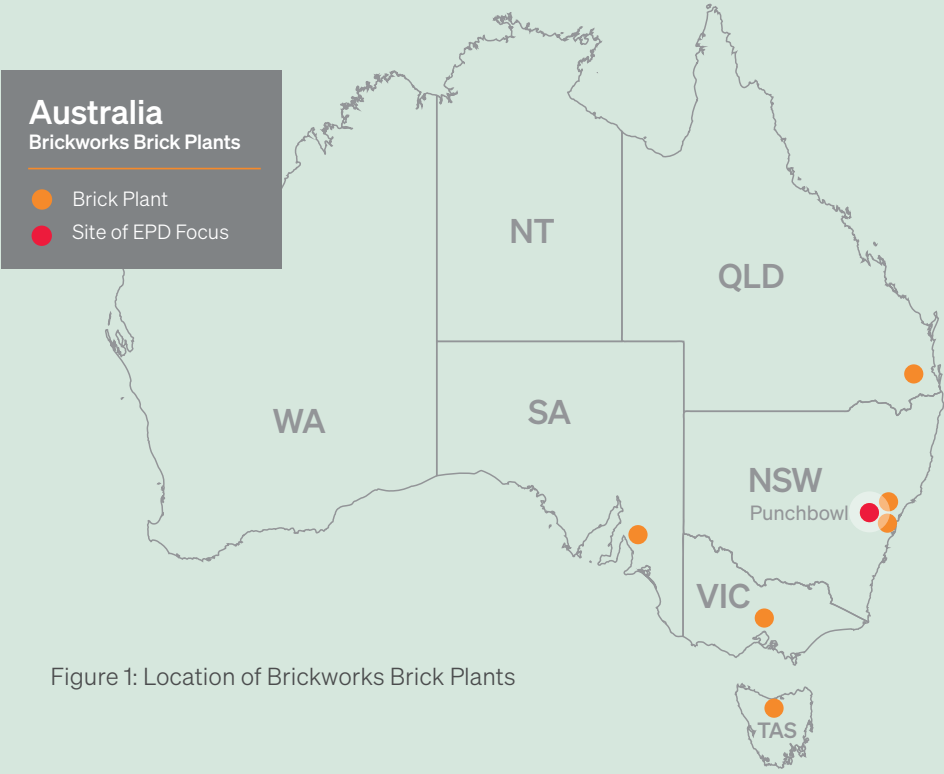 Australia
Brickworks Brick Plants
Brick Plant
Site of EPD Focus
NT
QLD
WA
SA
NSW
Punchbowl
VIC
TAS
Figure 1: Location of Brickworks Brick Plants